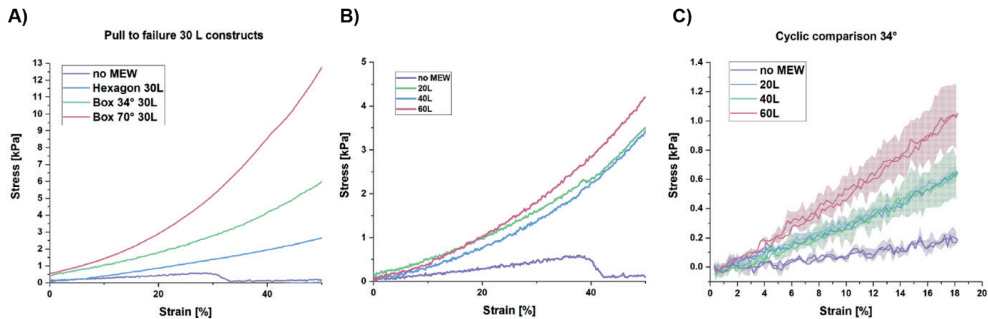 A)
Pull to failure 30 L constructs
13
12
11
10
9
8
7
6
5
4
3
2
1
0
Stress [kPa]
no MEW
Hexagon 30L
Box 34° 30L
Box 70° 30L
0
20
40
Strain [%]
B)
5
4
3
2
1
0
Stress [kPa]
no MEW
20L
40L
60L
0
20
40
Strain [%]
C)
Cyclic comparison 34°
1.4
1.2
1.0
0.8
0.6
0.4
0.2
0.0
Stress [kPa]
no MEW
20L
40L
60L
0
2
4
6
8
10
12
14
16
18
20
Strain [%]